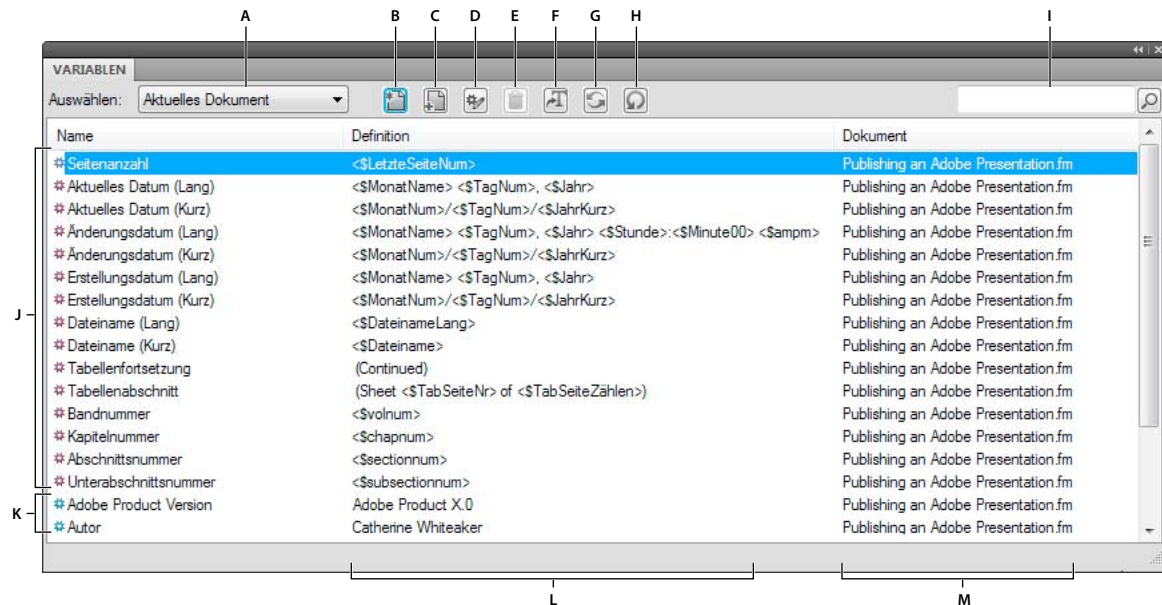 A B C D E F G H I
VARIABLEN
Auswählen: Aktuelles Dokument
Name Definition Dokument
Seitenanzahl <$LetzteSeiteNum> Publishing an Adobe Presentation.fm
Aktuelles Datum (Lang) <$MonatName> <$TagNum>, <$Jahr> Publishing an Adobe Presentation.fm
Aktuelles Datum (Kurz) <$MonatNum>/<$TagNum>/<$JahrKurz> Publishing an Adobe Presentation.fm
Änderungsdatum (Lang) <$MonatName> <$TagNum>, <$Jahr> <$Stunde>:<$Minute00> <$ampm> Publishing an Adobe Presentation.fm
Änderungsdatum (Kurz) <$MonatNum>/<$TagNum>/<$JahrKurz> Publishing an Adobe Presentation.fm
Erstellungsdatum (Lang) <$MonatName> <$TagNum>, <$Jahr> Publishing an Adobe Presentation.fm
Erstellungsdatum (Kurz) <$MonatNum>/<$TagNum>/<$JahrKurz> Publishing an Adobe Presentation.fm
J
Dateiname (Lang) <$DateinameLang> Publishing an Adobe Presentation.fm
Dateiname (Kurz) <$Dateiname> Publishing an Adobe Presentation.fm
Tabellenfortsetzung (Continued) Publishing an Adobe Presentation.fm
Tabellenabschnitt (Sheet <$TabSeiteNr> of <$TabSeiteZählen>) Publishing an Adobe Presentation.fm
Bandnummer <$volnum> Publishing an Adobe Presentation.fm
Kapitelnummer <$chapnum> Publishing an Adobe Presentation.fm
Abschnittsnummer <$sectionnum> Publishing an Adobe Presentation.fm
Unterabschnittsnummer <$subsectionnum> Publishing an Adobe Presentation.fm
K
Adobe Product Version Adobe Product X.0 Publishing an Adobe Presentation.fm
Autor Catherine Whiteaker Publishing an Adobe Presentation.fm
L M